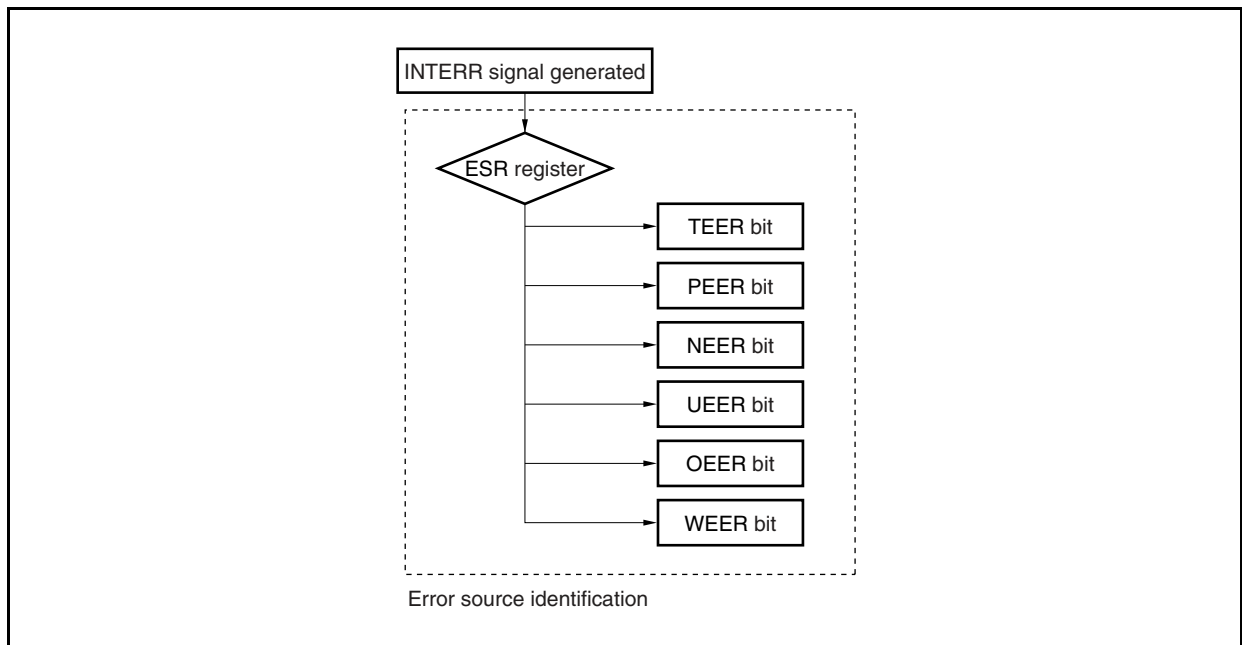 INTERR signal generated
ESR register
TEER bit
PEER bit
NEER bit
UEER bit
OEER bit
WEER bit
Error source identification